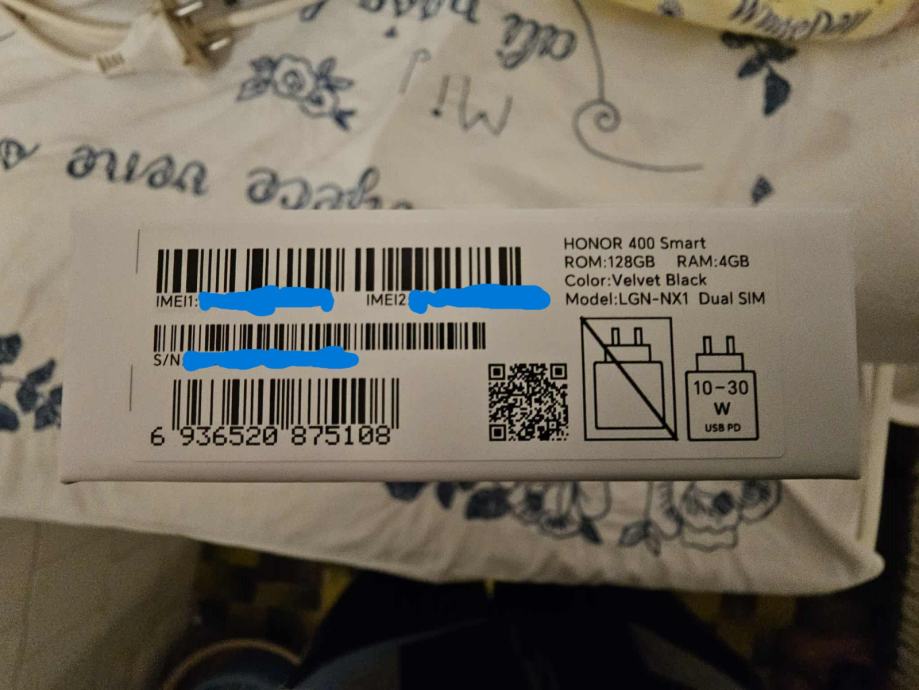 HONOR 400 Smart
ROM:128GB RAM:4GB
Color:Velvet Black
Model:LGN-NX1 Dual SIM
IMEI1: IMEI2:
S/N
6 936520 875108
10-30
W
USB PD